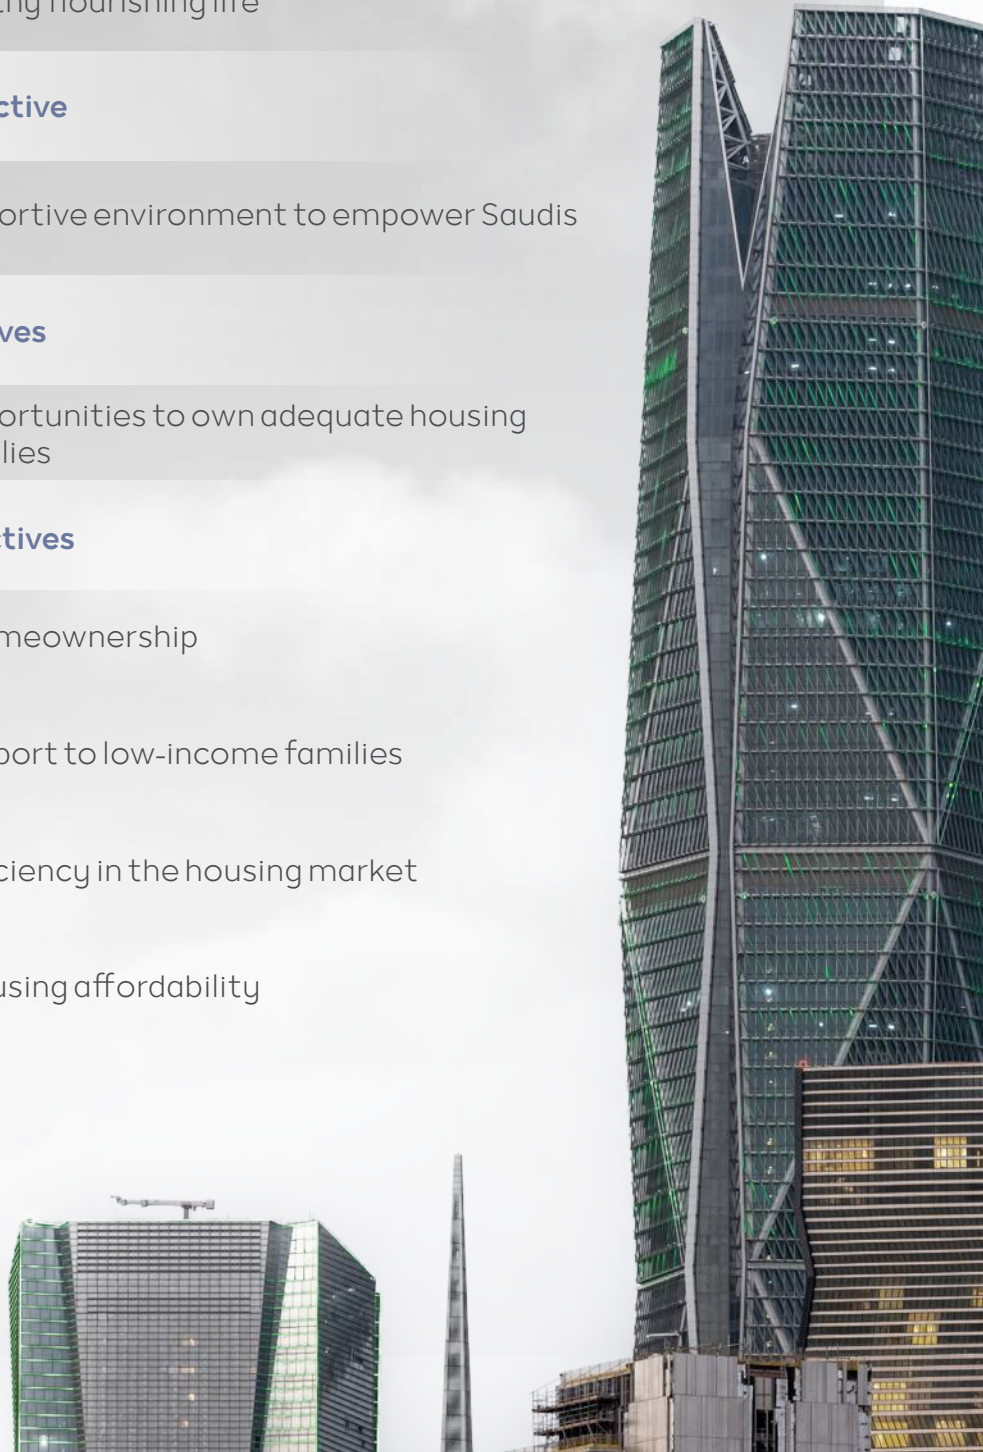 thy flourishing life
ctive
ortive environment to empower Saudis
ves
ortunities to own adequate housing
lies
ctives
meownership
port to low-income families
ciency in the housing market
using affordability